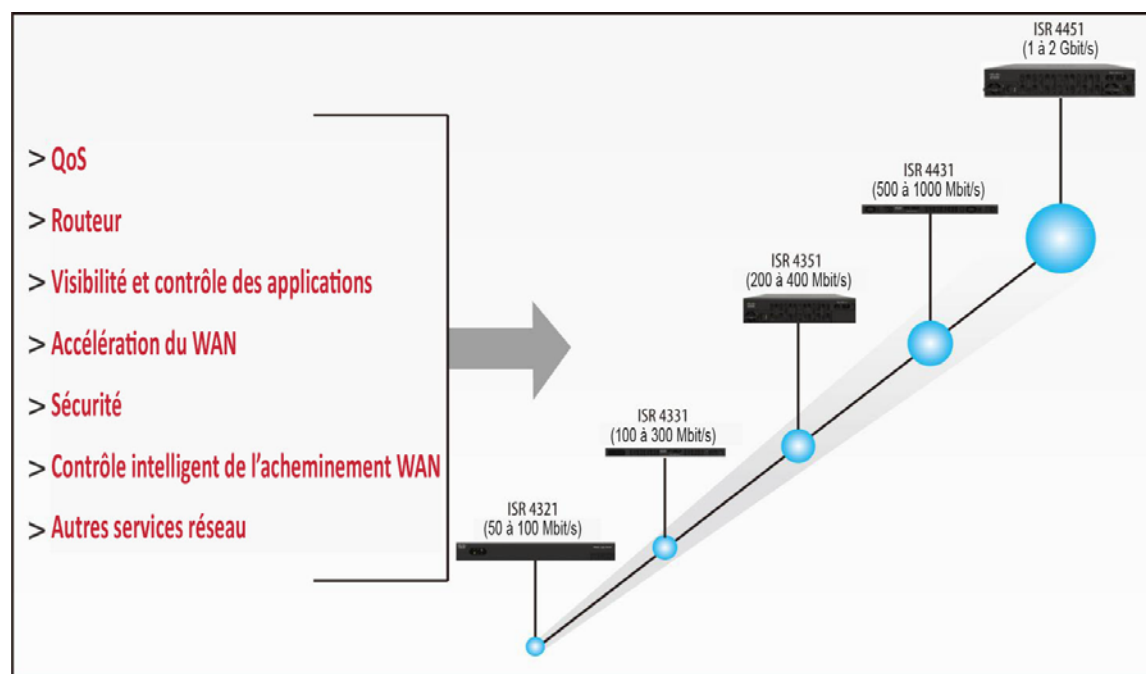 > QoS
> Routeur
> Visibilité et contrôle des applications
> Accélération du WAN
> Sécurité
> Contrôle intelligent de l’acheminement WAN
> Autres services réseau
ISR 4321
(50 à 100 Mbit/s)
ISR 4331
(100 à 300 Mbit/s)
ISR 4351
(200 à 400 Mbit/s)
ISR 4431
(500 à 1000 Mbit/s)
ISR 4451
(1 à 2 Gbit/s)